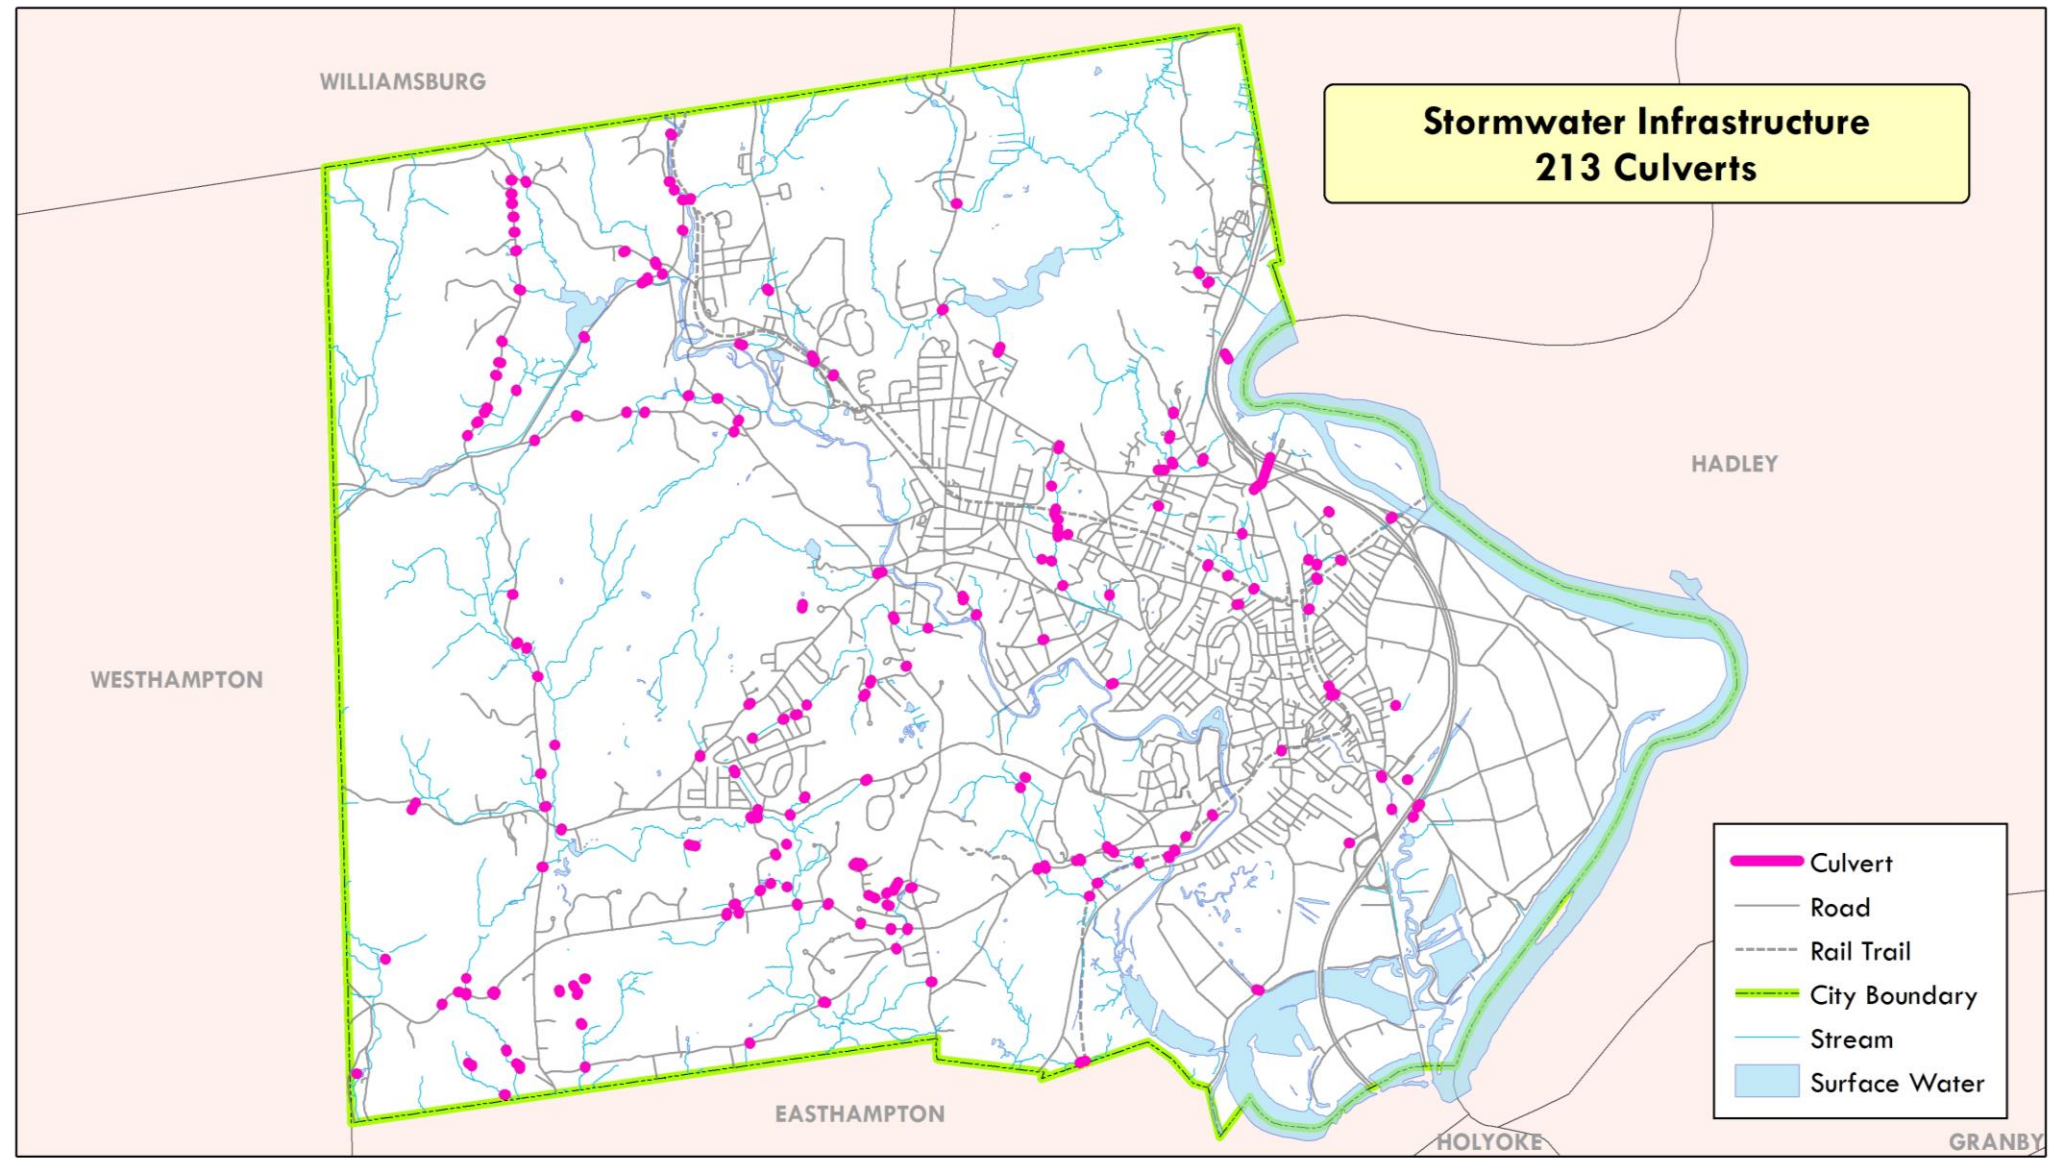 WILLIAMSBURG
Stormwater Infrastructure
213 Culverts
HADLEY
WESTHAMPTON
Culvert
Road
Rail Trail
City Boundary
Stream
Surface Water
EASTHAMPTON
HOLYOKE
GRANBY